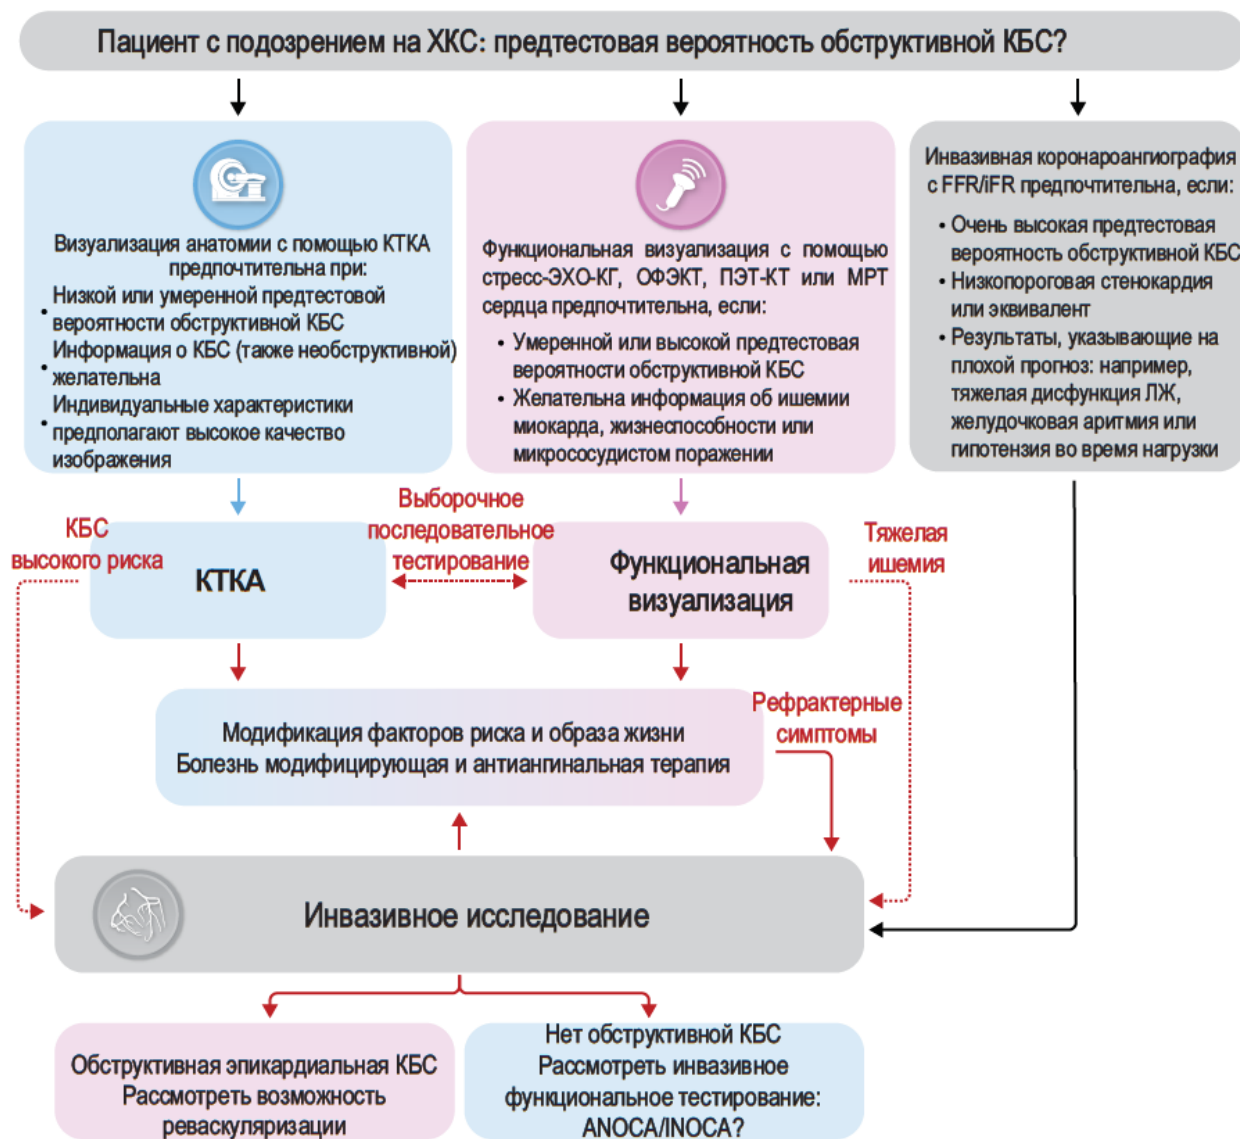 Пациент с подозрением на ХКС: предтестовая вероятность обструктивной КБС?
Визуализация анатомии с помощью КТКА
предпочтительна при:
Низкой или умеренной предтестовой
• вероятности обструктивной КБС
Информация о КБС (также необструктивной)
• желательна
Индивидуальные характеристики
• предполагают высокое качество
изображения
Функциональная визуализация с помощью
стресс-ЭХО-КГ, ОФЭКТ, ПЭТ-КТ или МРТ
сердца предпочтительна, если:
• Умеренной или высокой предтестовая
вероятности обструктивной КБС
• Желательна информация об ишемии
миокарда, жизнеспособности или
микрососудистом поражении
Инвазивная коронароангиография
с FFR/iFR предпочтительна, если:
• Очень высокая предтестовая
вероятность обструктивной КБС
• Низкопороговая стенокардия
или эквивалент
• Результаты, указывающие на
плохой прогноз: например,
тяжелая дисфункция ЛЖ,
желудочковая аритмия или
гипотензия во время нагрузки
КБС
высокого риска
КТКА
Выборочное
последовательное
тестирование
Функциональная
визуализация
Тяжелая
ишемия
Модификация факторов риска и образа жизни
Болезнь модифицирующая и антиангинальная терапия
Рефрактерные
симптомы
Инвазивное исследование
Обструктивная эпикардиальная КБС
Рассмотреть возможность
реваскуляризации
Нет обструктивной КБС
Рассмотреть инвазивное
функциональное тестирование:
ANOCA/INOCA?